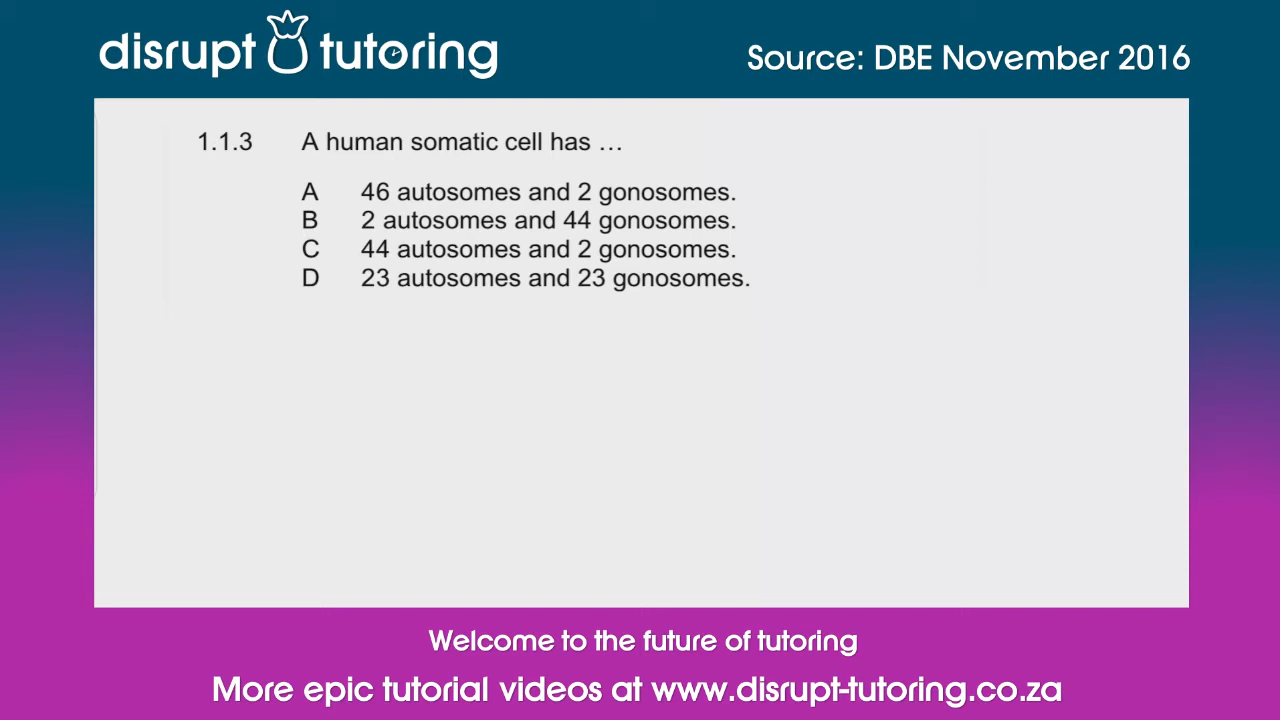 disrupt tutoring
Source: DBE November 2016
1.1.3 A human somatic cell has …
A 46 autosomes and 2 gonosomes.
B 2 autosomes and 44 gonosomes.
C 44 autosomes and 2 gonosomes.
D 23 autosomes and 23 gonosomes.
Welcome to the future of tutoring
More epic tutorial videos at www.disrupt-tutoring.co.za